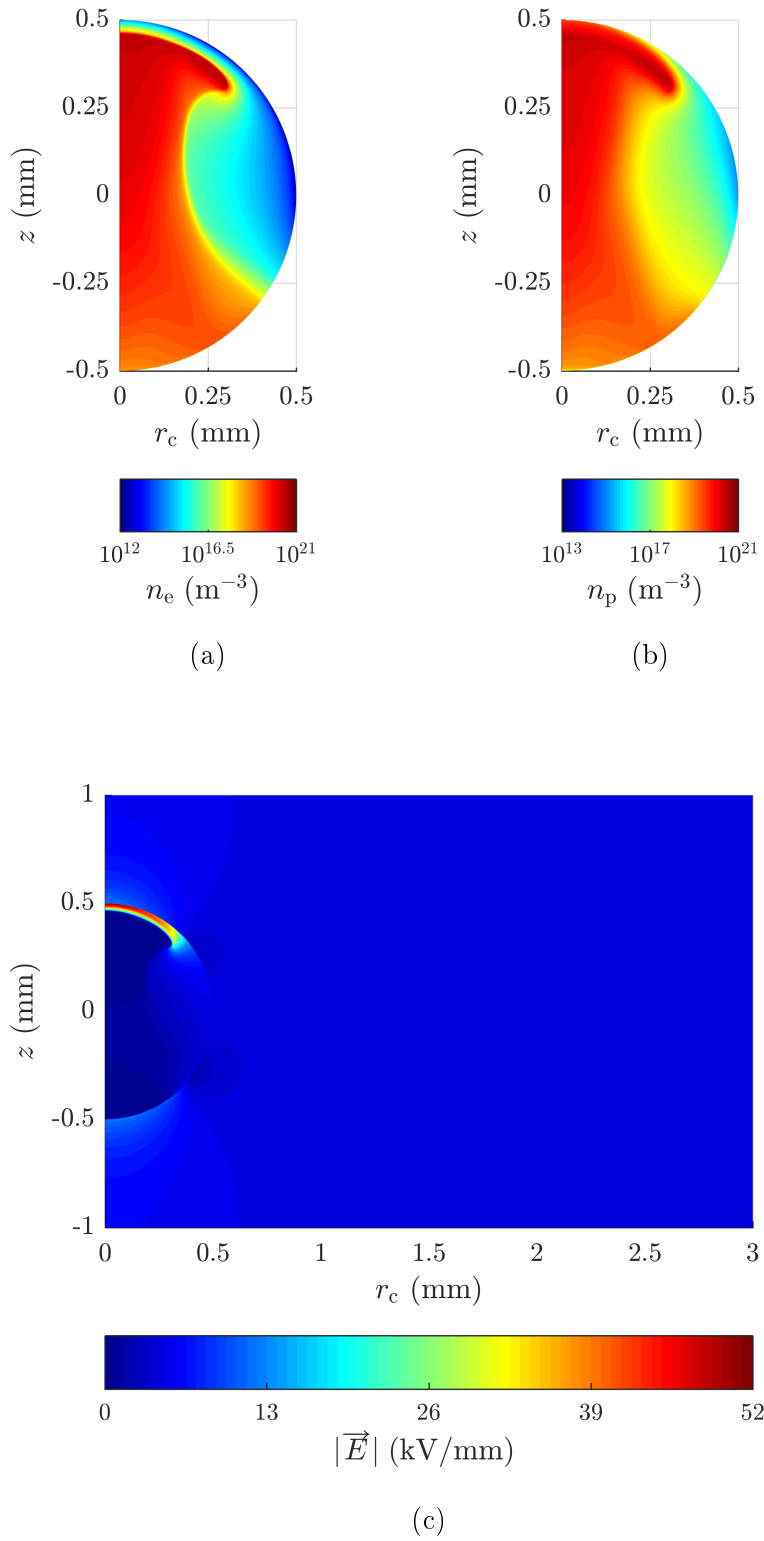 0.5
0.25
0
-0.25
-0.5
z (mm)
0 0.25 0.5
r_c (mm)
10^12 10^16.5 10^21
n_e (m^−3)
(a)
0.5
0.25
0
-0.25
-0.5
z (mm)
0 0.25 0.5
r_c (mm)
10^13 10^17 10^21
n_p (m^−3)
(b)
1
0.5
0
-0.5
-1
z (mm)
0 0.5 1 1.5 2 2.5 3
r_c (mm)
0 13 26 39 52
|E⃗| (kV/mm)
(c)